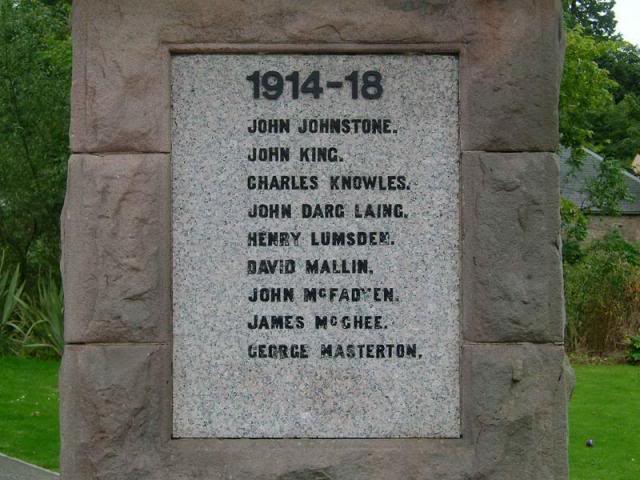 1914-18
JOHN JOHNSTONE.
JOHN KING.
CHARLES KNOWLES.
JOHN DARG LAING.
HENRY LUMSDEN.
DAVID MALLIN.
JOHN McFADYEN.
JAMES McGHEE.
GEORGE MASTERTON.